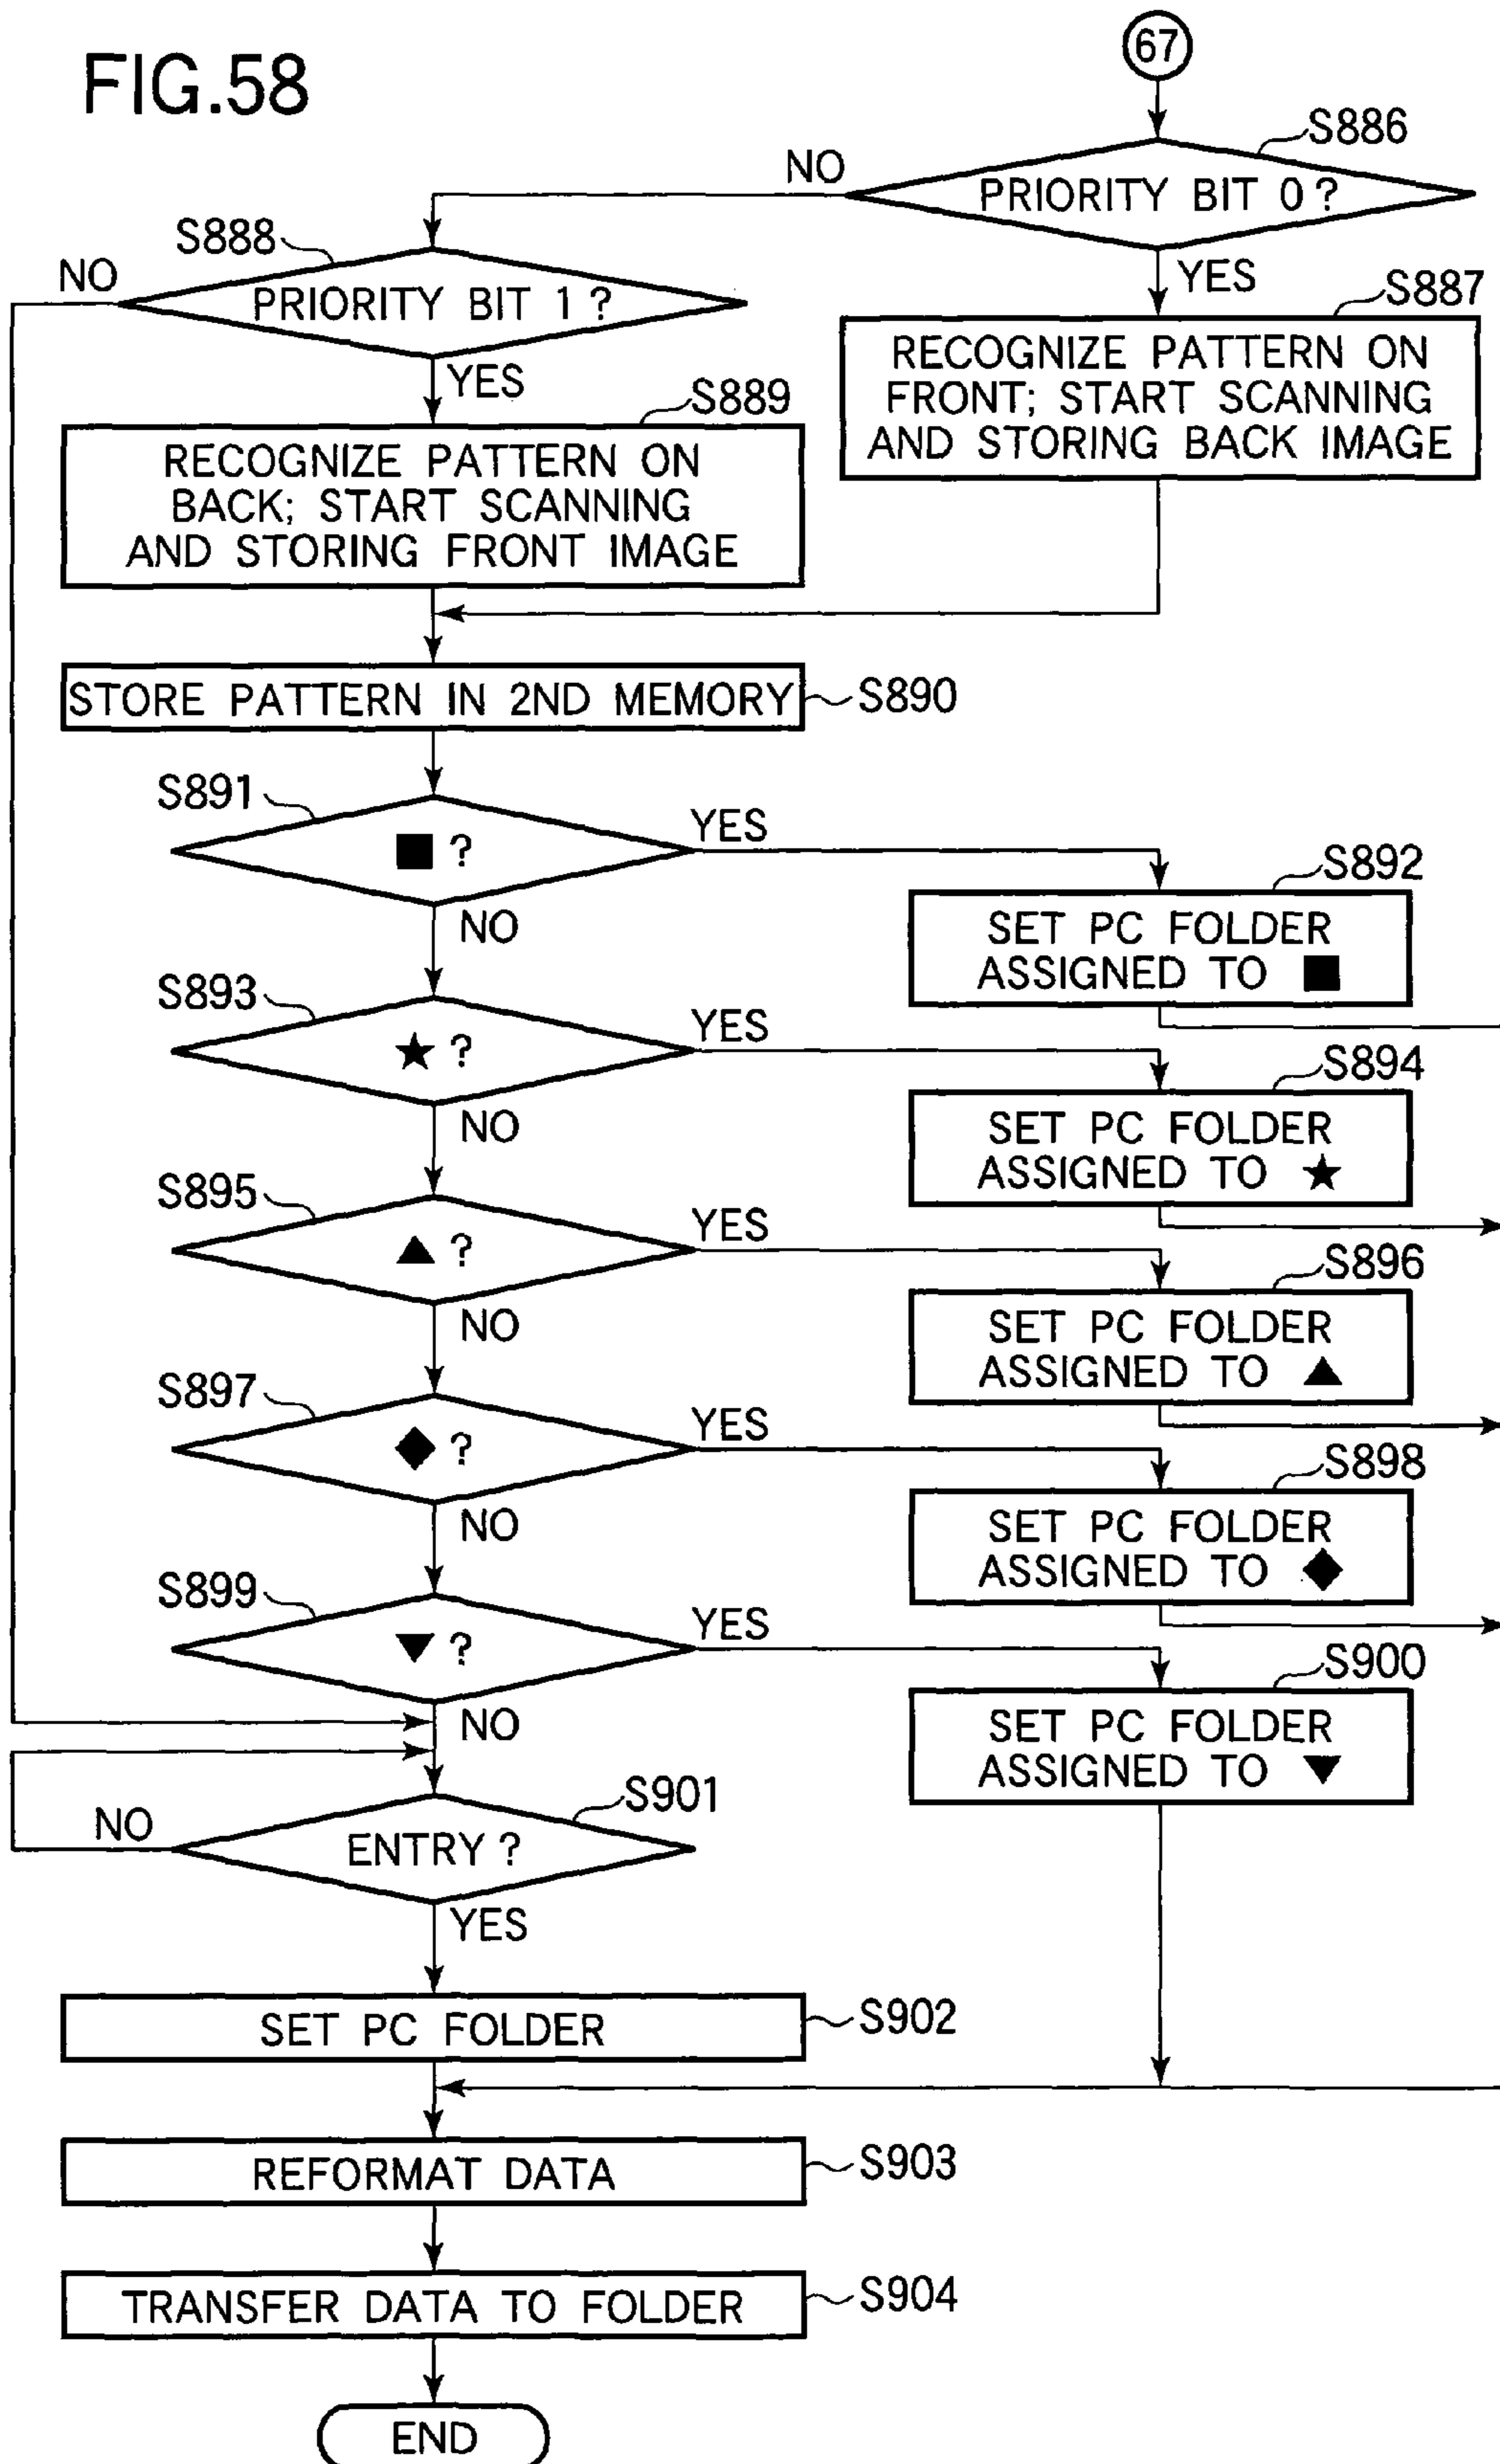 FIG.58
67
S886
PRIORITY BIT 0 ?
NO
YES
S888
PRIORITY BIT 1 ?
NO
YES
S887
RECOGNIZE PATTERN ON
FRONT; START SCANNING
AND STORING BACK IMAGE
S889
RECOGNIZE PATTERN ON
BACK; START SCANNING
AND STORING FRONT IMAGE
STORE PATTERN IN 2ND MEMORY
S890
S891
■ ?
YES
NO
S892
SET PC FOLDER
ASSIGNED TO ■
S893
★ ?
YES
NO
S894
SET PC FOLDER
ASSIGNED TO ★
S895
▲ ?
YES
NO
S896
SET PC FOLDER
ASSIGNED TO ▲
S897
◆ ?
YES
NO
S898
SET PC FOLDER
ASSIGNED TO ◆
S899
▼ ?
YES
NO
S900
SET PC FOLDER
ASSIGNED TO ▼
S901
ENTRY ?
NO
YES
SET PC FOLDER
S902
REFORMAT DATA
S903
TRANSFER DATA TO FOLDER
S904
END